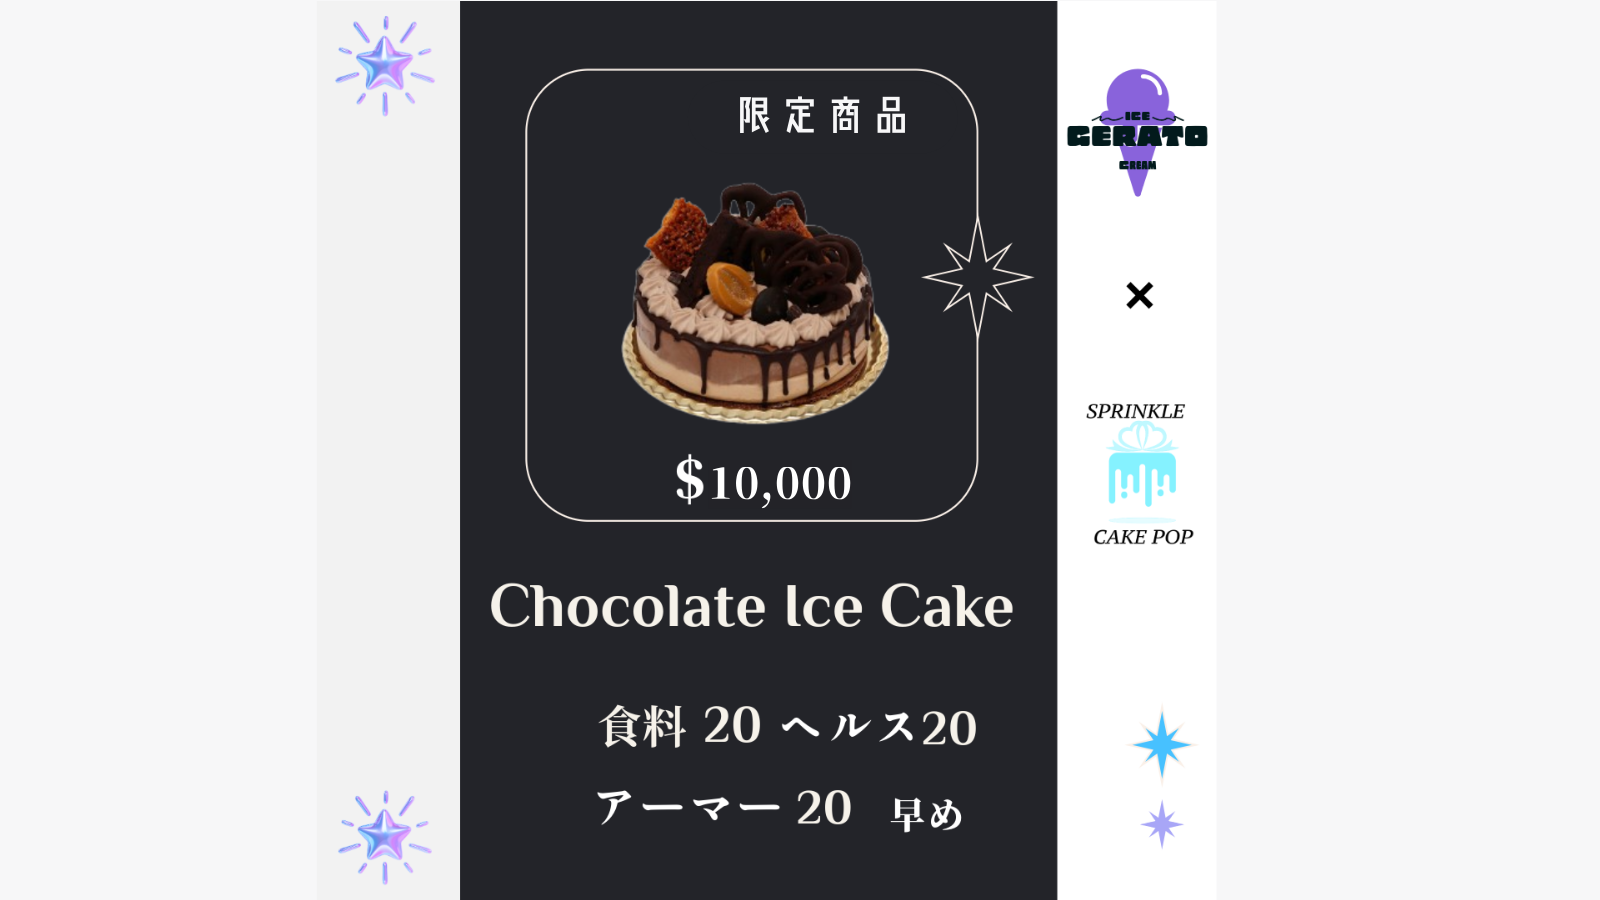 限定商品
$10,000
Chocolate Ice Cake
食料 20 ヘルス20
アーマー 20 早め
ICE
GERATO
CREAM
×
SPRINKLE
CAKE POP